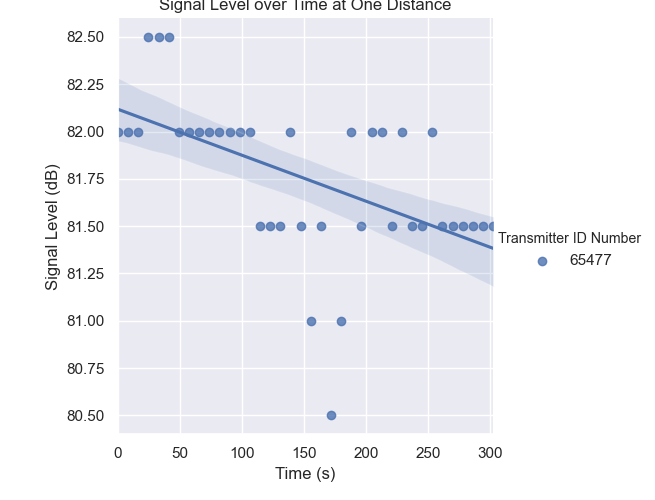 Signal Level over Time at One Distance
82.50
82.25
82.00
81.75
81.50
81.25
81.00
80.75
80.50
Signal Level (dB)
0 50 100 150 200 250 300
Time (s)
Transmitter ID Number
65477